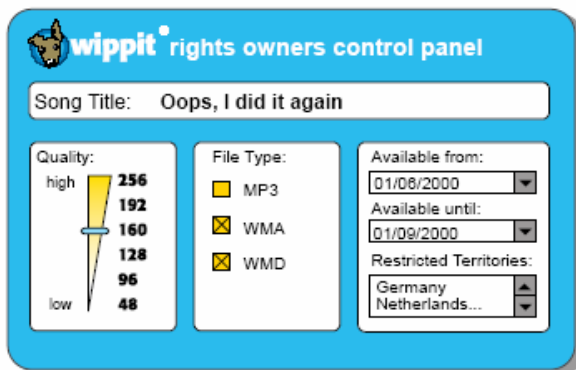 wippit rights owners control panel
Song Title: Oops, I did it again
Quality:
high
256
192
160
128
96
low 48
File Type:
MP3
WMA
WMD
Available from:
01/06/2000
Available until:
01/09/2000
Restricted Territories:
Germany
Netherlands...